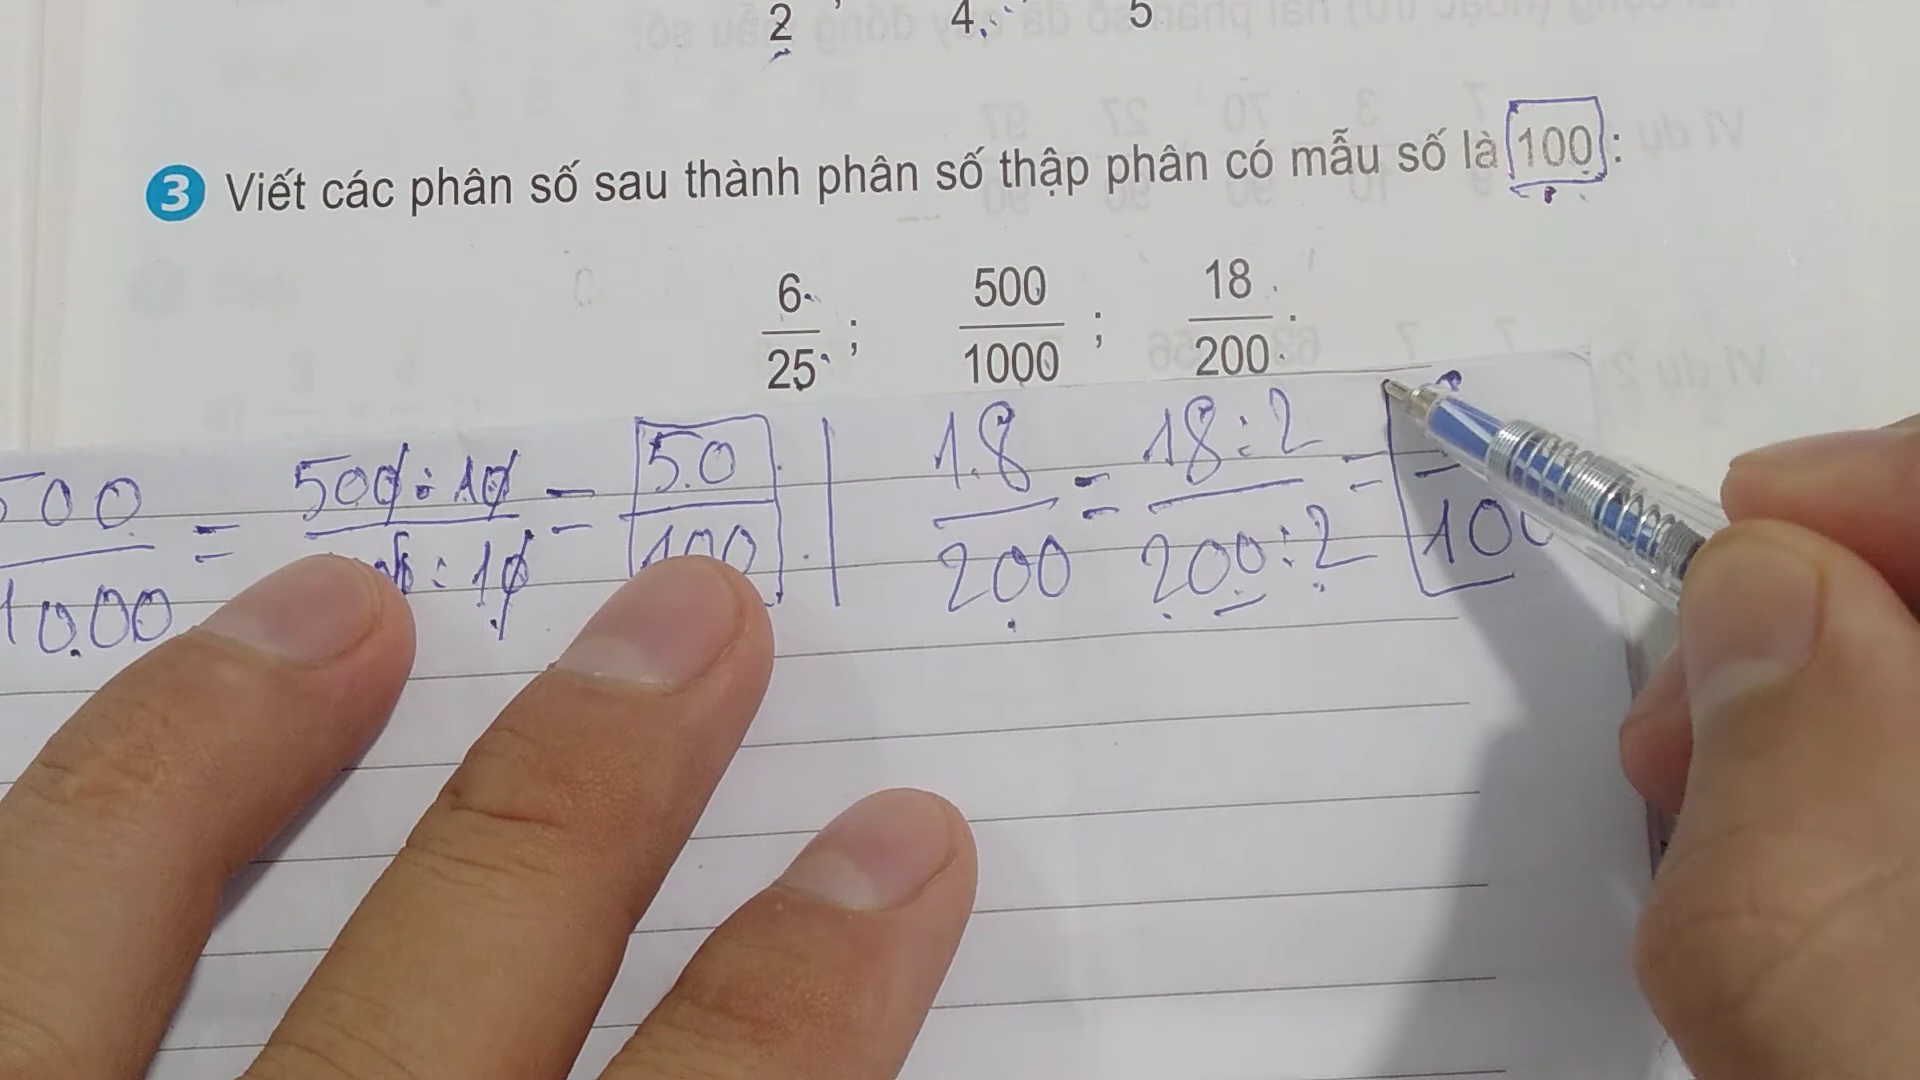 2 4 5
3 Viết các phân số sau thành phân số thập phân có mẫu số là 100:
6/25 ; 500/1000 ; 18/200 .
500/1000 = 500:10/ :10 = 50/100 . | 18/200 = 18:2/200:2 = /100